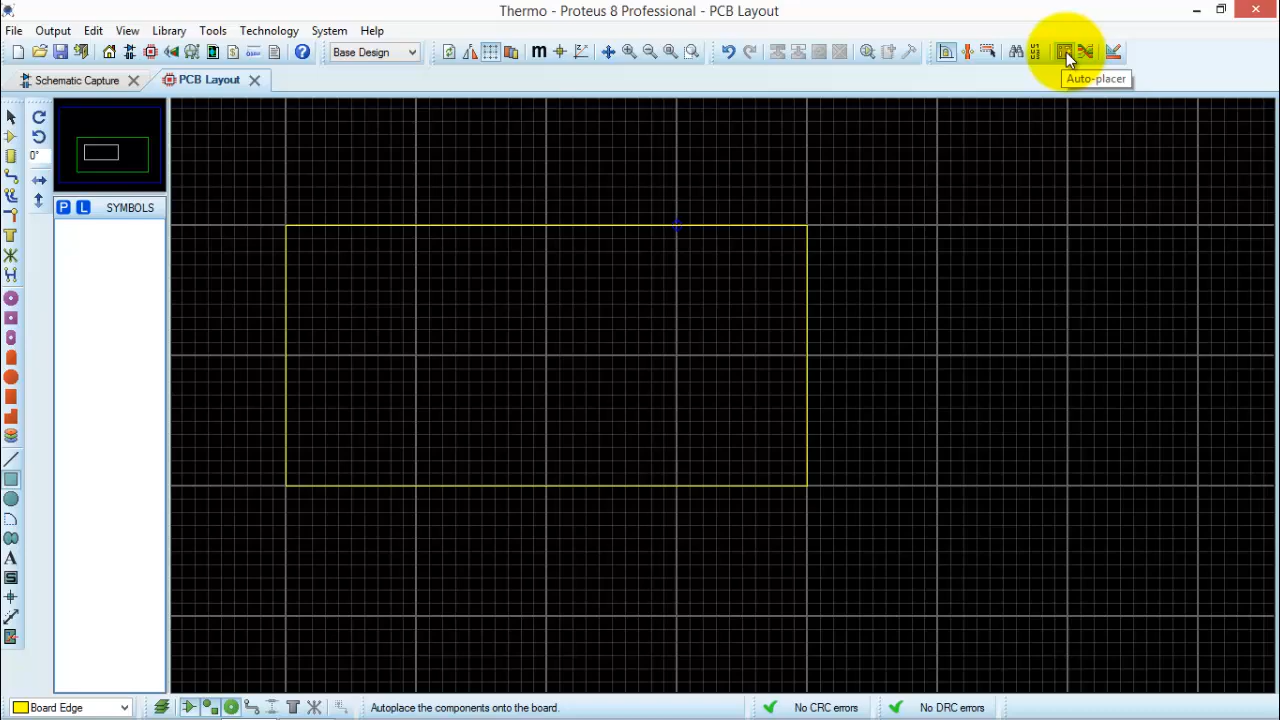 Thermo - Proteus 8 Professional - PCB Layout
File Output Edit View Library Tools Technology System Help
Base Design
Auto-placer
Schematic Capture PCB Layout
0°
P L SYMBOLS
Board Edge Autoplace the components onto the board. No CRC errors No DRC errors